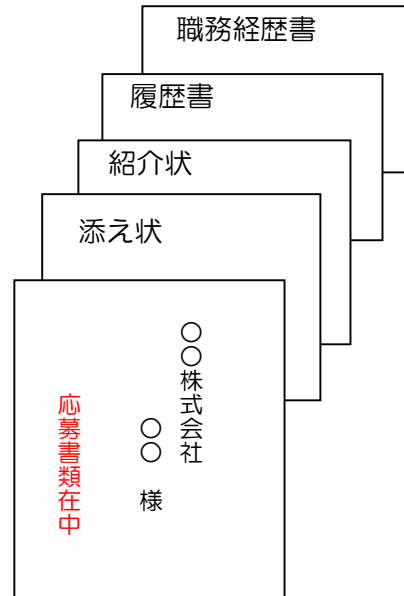 職務経歴書
履歴書
紹介状
添え状
〇〇株式会社
〇〇 様
応募書類在中